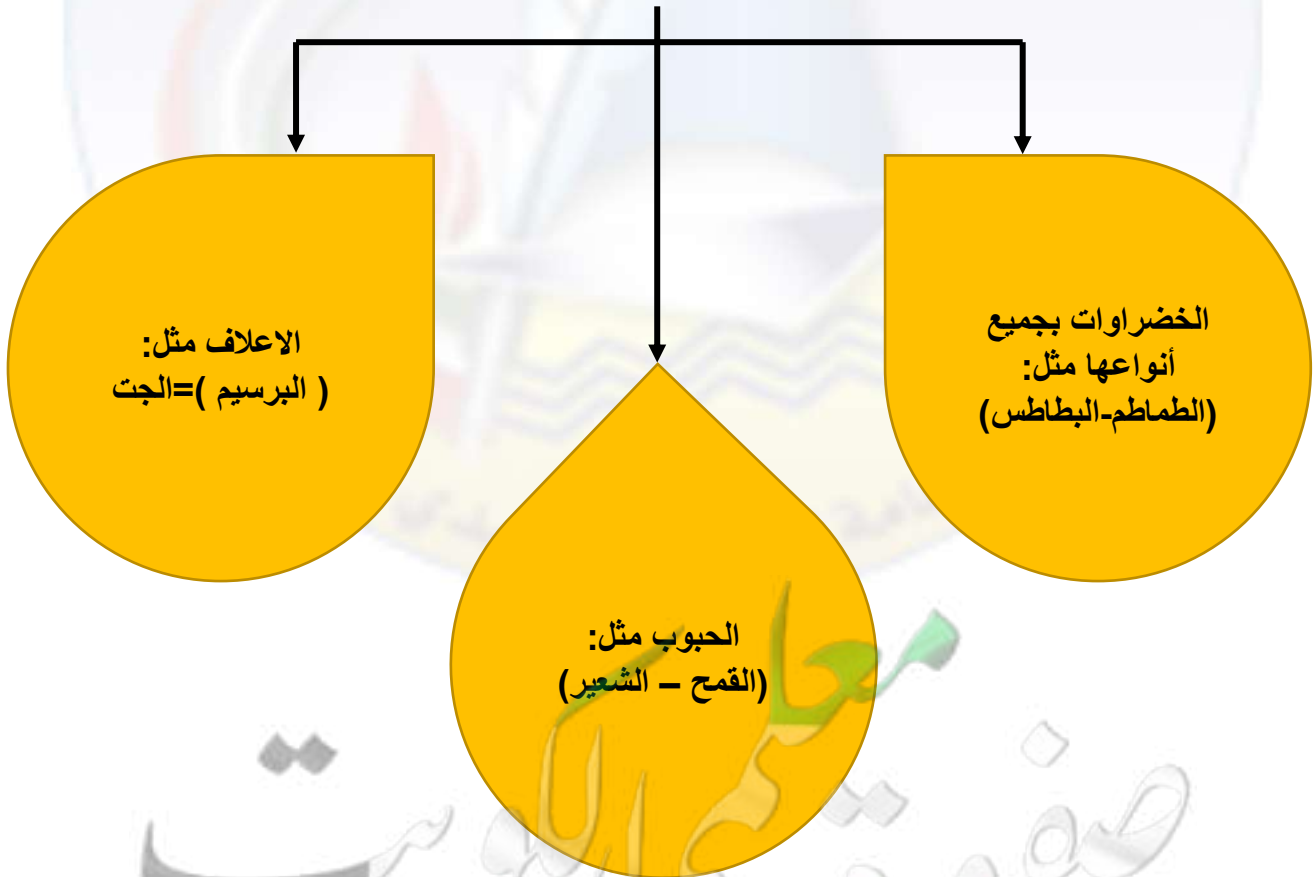 الخضراوات بجميع
أنواعها مثل:
(الطماطم-البطاطس)
الحبوب مثل:
(القمح – الشعير)
الاعلاف مثل:
( البرسيم )=الجت